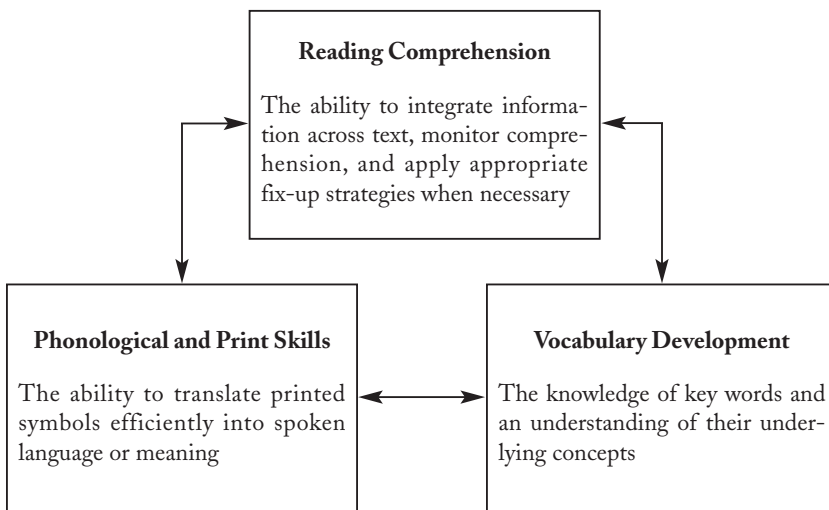 Reading Comprehension
The ability to integrate informa-
tion across text, monitor compre-
hension, and apply appropriate
fix-up strategies when necessary
Phonological and Print Skills
The ability to translate printed
symbols efficiently into spoken
language or meaning
Vocabulary Development
The knowledge of key words and
an understanding of their under-
lying concepts